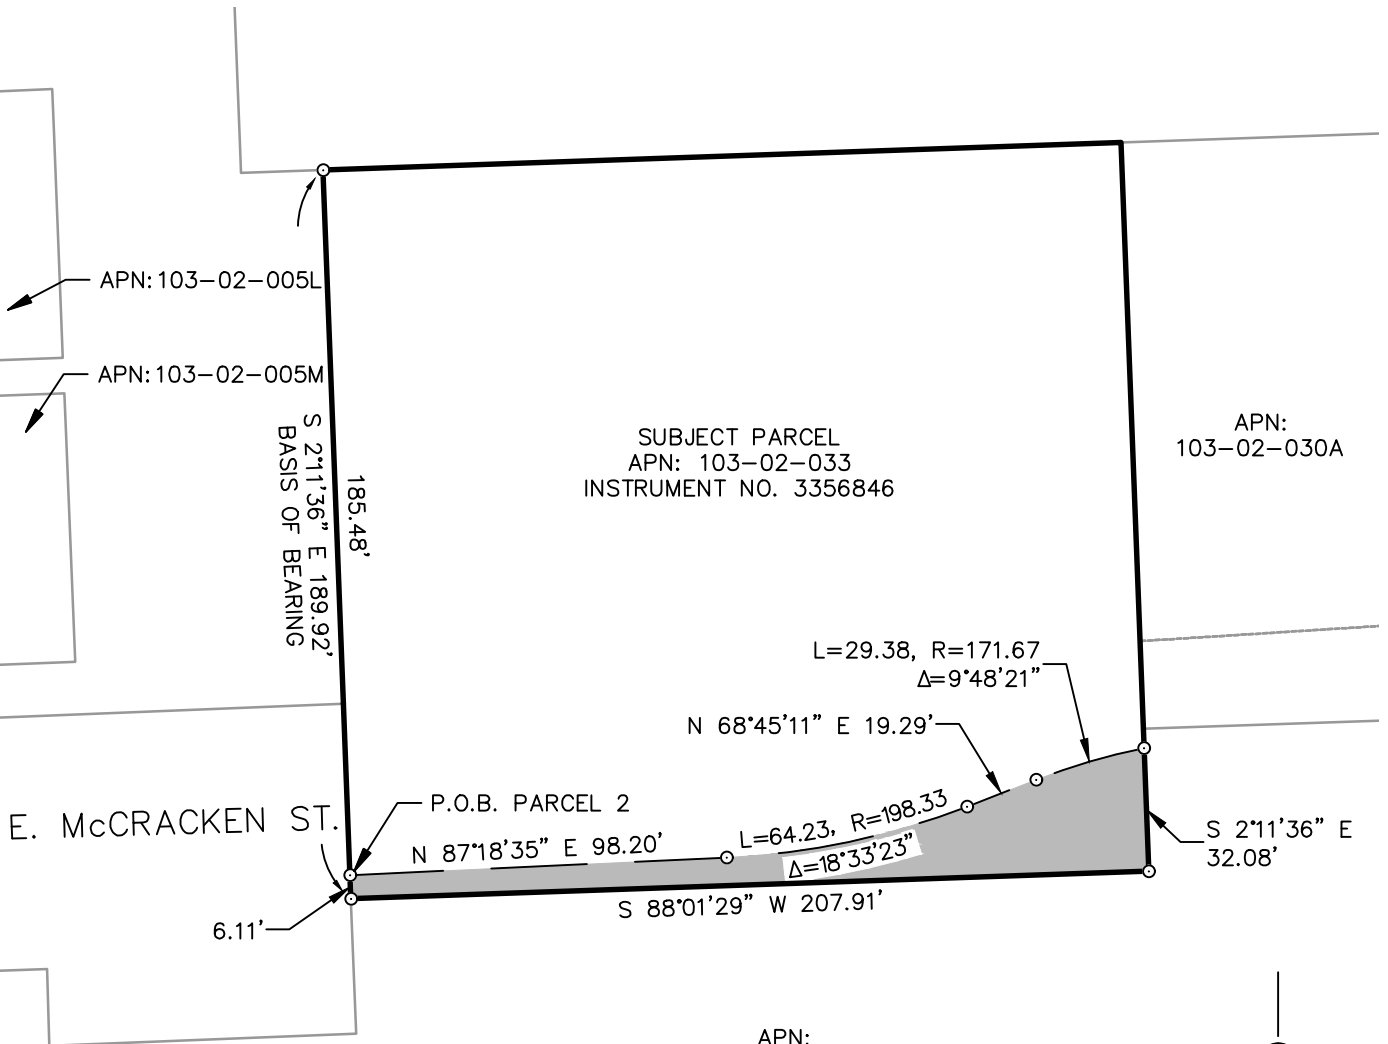 APN: 103-02-005L
APN: 103-02-005M
S 2°11'36" E 189.92'
BASIS OF BEARING
185.48'
SUBJECT PARCEL
APN: 103-02-033
INSTRUMENT NO. 3356846
APN:
103-02-030A
L=29.38, R=171.67
Δ=9°48'21"
N 68°45'11" E 19.29'
E. McCRACKEN ST.
P.O.B. PARCEL 2
N 87°18'35" E 98.20'
L=64.23, R=198.33
Δ=18°33'23"
S 2°11'36" E
32.08'
6.11'
S 88°01'29" W 207.91'
APN: